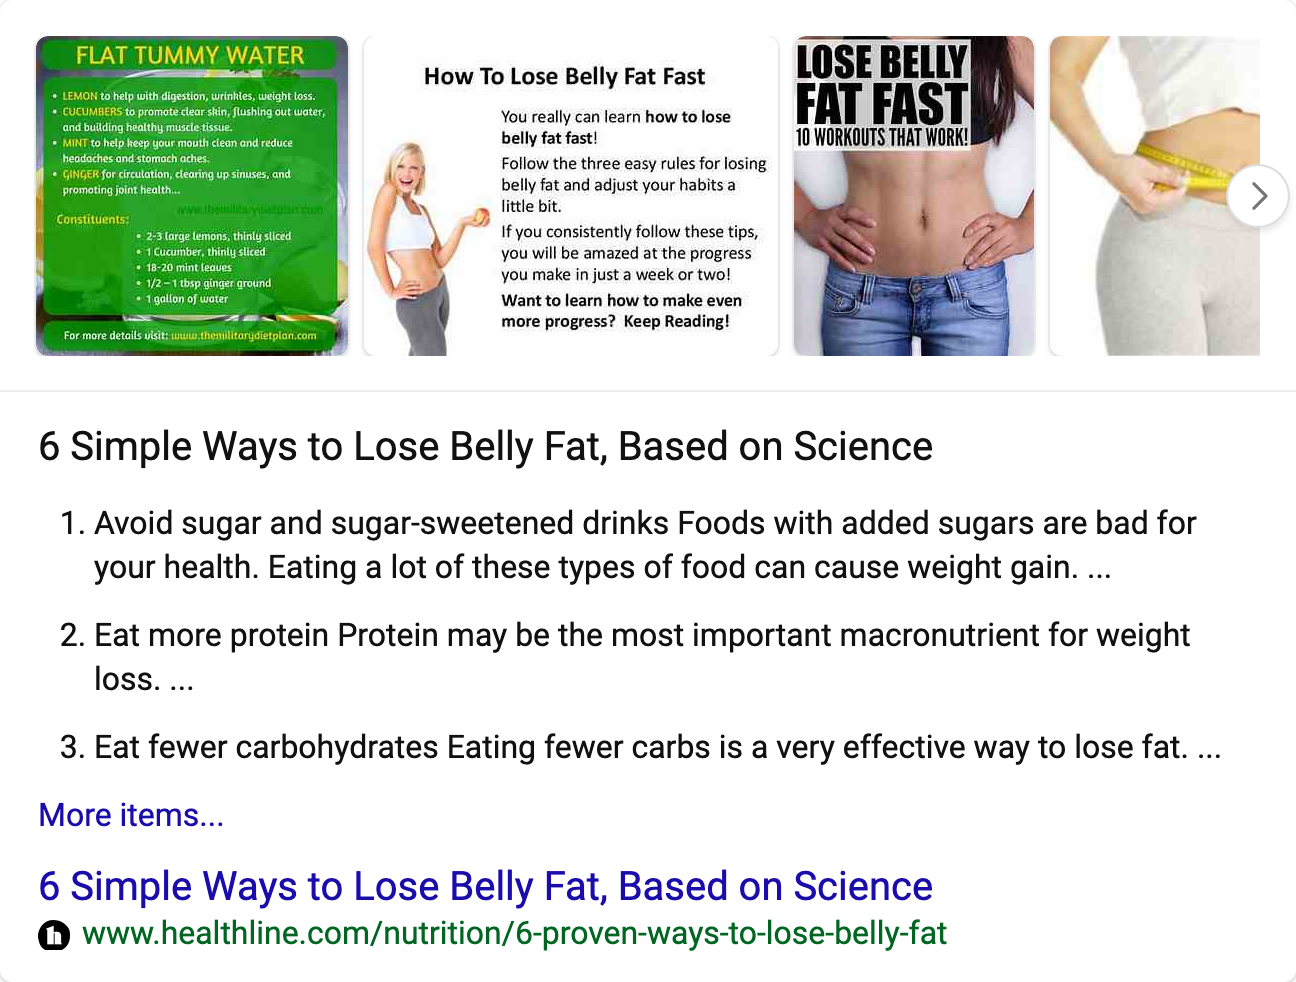 FLAT TUMMY WATER
• LEMON to help with digestion, wrinkles, weight loss.
• CUCUMBERS to promote clear skin, flushing out water,
and building healthy muscle tissue.
• MINT to help keep your mouth clean and reduce
headaches and stomach aches.
• GINGER for circulation, clearing up sinuses, and
promoting joint health...
www.themilitarydietplan.com
Constituents:
• 2-3 large lemons, thinly sliced
• 1 Cucumber, thinly sliced
• 18-20 mint leaves
• 1/2 – 1 tbsp ginger ground
• 1 gallon of water
For more details visit: www.themilitarydietplan.com
How To Lose Belly Fat Fast
You really can learn how to lose
belly fat fast!
Follow the three easy rules for losing
belly fat and adjust your habits a
little bit.
If you consistently follow these tips,
you will be amazed at the progress
you make in just a week or two!
Want to learn how to make even
more progress? Keep Reading!
LOSE BELLY
FAT FAST
10 WORKOUTS THAT WORK!
6 Simple Ways to Lose Belly Fat, Based on Science
1. Avoid sugar and sugar-sweetened drinks Foods with added sugars are bad for
your health. Eating a lot of these types of food can cause weight gain. ...
2. Eat more protein Protein may be the most important macronutrient for weight
loss. ...
3. Eat fewer carbohydrates Eating fewer carbs is a very effective way to lose fat. ...
More items...
6 Simple Ways to Lose Belly Fat, Based on Science
h www.healthline.com/nutrition/6-proven-ways-to-lose-belly-fat